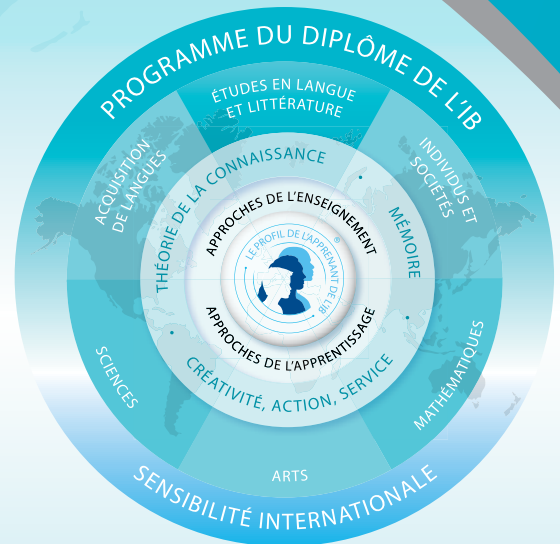 PROGRAMME DU DIPLÔME DE L'IB
ÉTUDES EN LANGUE
ET LITTÉRATURE
ACQUISITION
DE LANGUES
INDIVIDUS ET
SOCIÉTÉS
THÉORIE DE LA CONNAISSANCE
MÉMOIRE
APPROCHES DE L'ENSEIGNEMENT
LE PROFIL DE L'APPRENANT DE L'IB
®
APPROCHES DE L'APPRENTISSAGE
CRÉATIVITÉ, ACTION, SERVICE
SCIENCES
MATHÉMATIQUES
ARTS
SENSIBILITÉ INTERNATIONALE